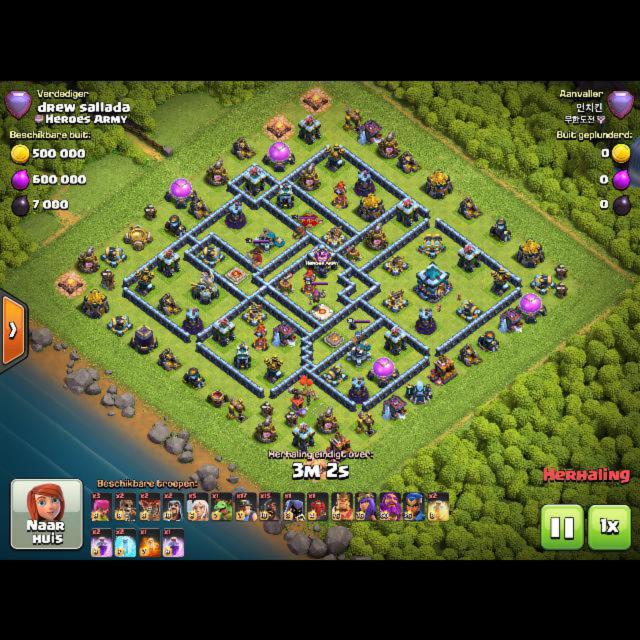 Verdediger
drew sallada
Heroes Army
Beschikbare buit:
500 000
600 000
7 000
Aanvaller
민치킨
무한도전
Buit geplunderd:
0
0
0
Herhaling eindigt over:
3M 2s
Herhaling
Beschikbare troepen:
Naar
huis
1x